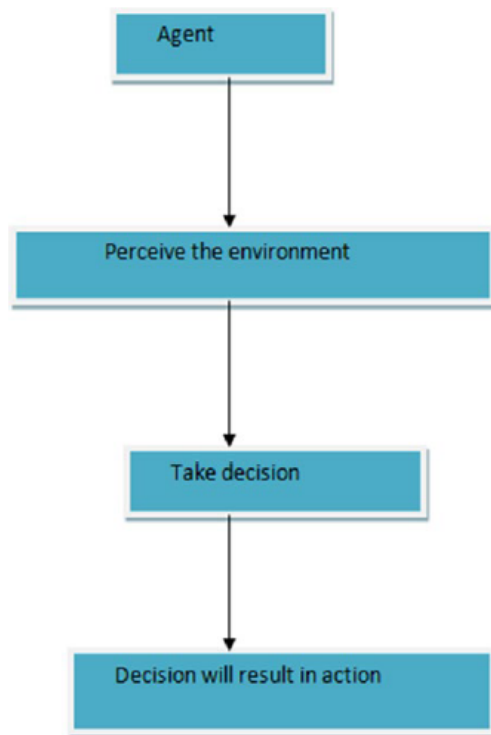 Agent
Perceive the environment
Take decision
Decision will result in action